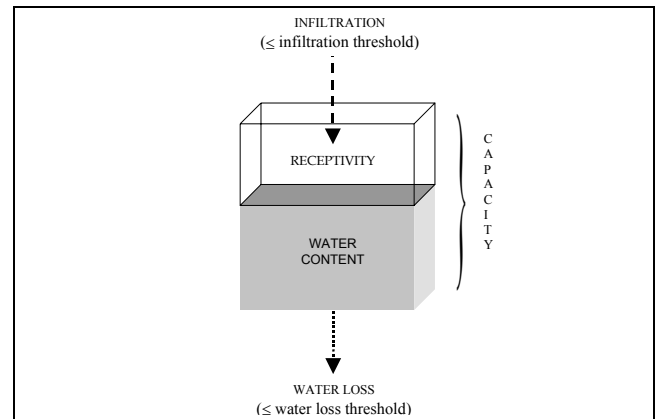 INFILTRATION
(≤ infiltration threshold)
RECEPTIVITY
C
A
P
A
C
I
T
Y
WATER
CONTENT
WATER LOSS
(≤ water loss threshold)